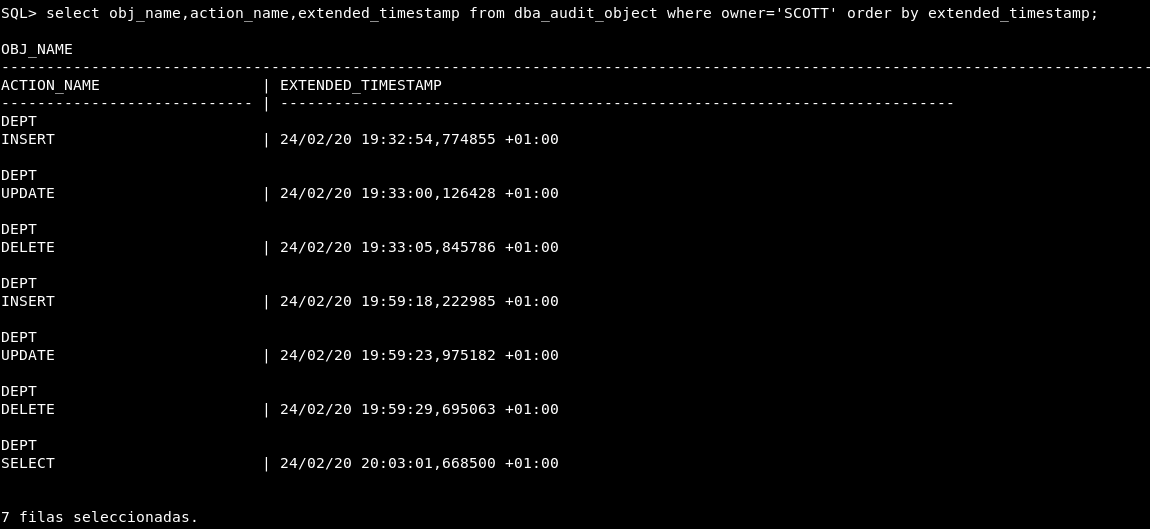 SQL> select obj_name,action_name,extended_timestamp from dba_audit_object where owner='SCOTT' order by extended_timestamp;
OBJ_NAME
--------------------------------------------------------------------------------------------------------------------------------
ACTION_NAME                  | EXTENDED_TIMESTAMP
---------------------------- | ---------------------------------------------------------------------------
DEPT
INSERT                       | 24/02/20 19:32:54,774855 +01:00
DEPT
UPDATE                       | 24/02/20 19:33:00,126428 +01:00
DEPT
DELETE                       | 24/02/20 19:33:05,845786 +01:00
DEPT
INSERT                       | 24/02/20 19:59:18,222985 +01:00
DEPT
UPDATE                       | 24/02/20 19:59:23,975182 +01:00
DEPT
DELETE                       | 24/02/20 19:59:29,695063 +01:00
DEPT
SELECT                       | 24/02/20 20:03:01,668500 +01:00
7 filas seleccionadas.